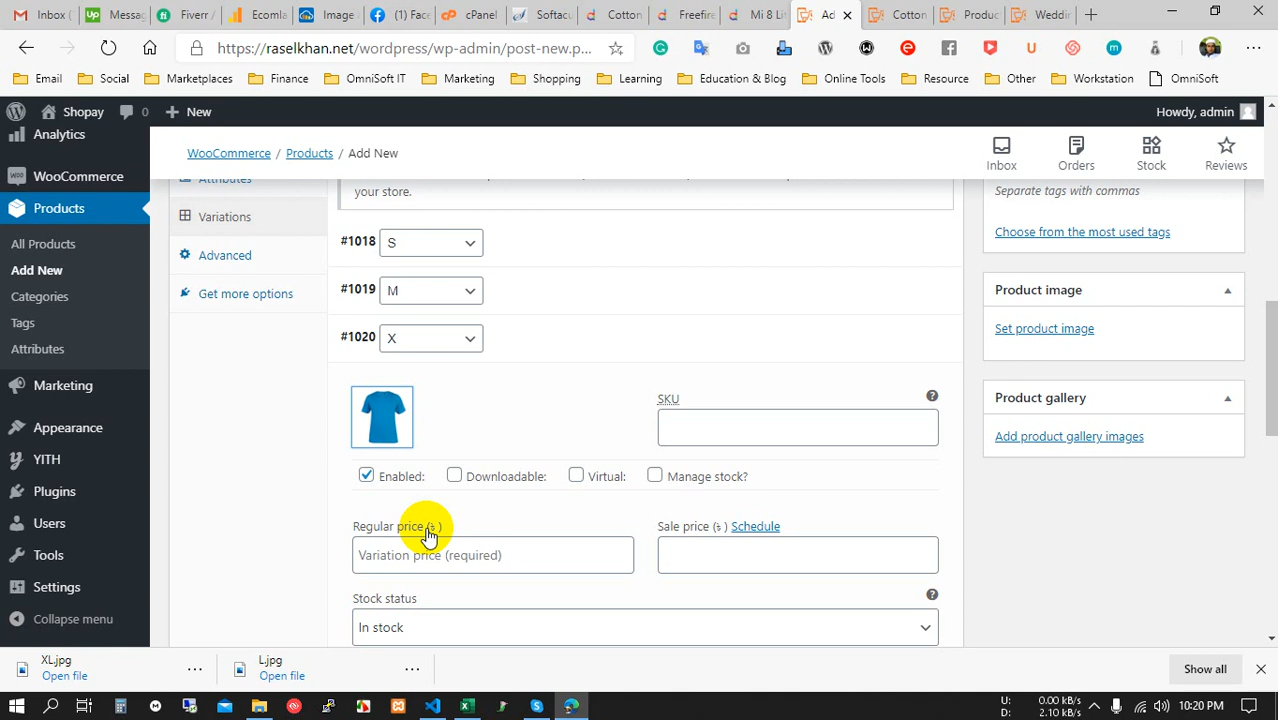 Inbox (
Messag
Fiverr /
Ecomla
Image a
(1) Face
cPanel
Softacu
Cotton
Freefire
Mi 8 Lit
Ad
Cotton
Produc
Weddin
https://raselkhan.net/wordpress/wp-admin/post-new.p...
Email
Social
Marketplaces
Finance
OmniSoft IT
Marketing
Shopping
Learning
Education & Blog
Online Tools
Resource
Other
Workstation
OmniSoft
Shopay
0
New
Howdy, admin
Analytics
WooCommerce
Products
All Products
Add New
Categories
Tags
Attributes
Marketing
Appearance
YITH
Plugins
Users
Tools
Settings
Collapse menu
WooCommerce / Products / Add New
Inbox
Orders
Stock
Reviews
Attributes
Variations
Advanced
Get more options
your store.
#1018 S
#1019 M
#1020 X
SKU
Enabled:
Downloadable:
Virtual:
Manage stock?
Regular price (৳ )
Variation price (required)
Sale price (৳ ) Schedule
Stock status
In stock
Separate tags with commas
Choose from the most used tags
Product image
Set product image
Product gallery
Add product gallery images
XL.jpg
Open file
L.jpg
Open file
Show all
U: 0.00 kB/s
D: 2.10 kB/s
10:20 PM